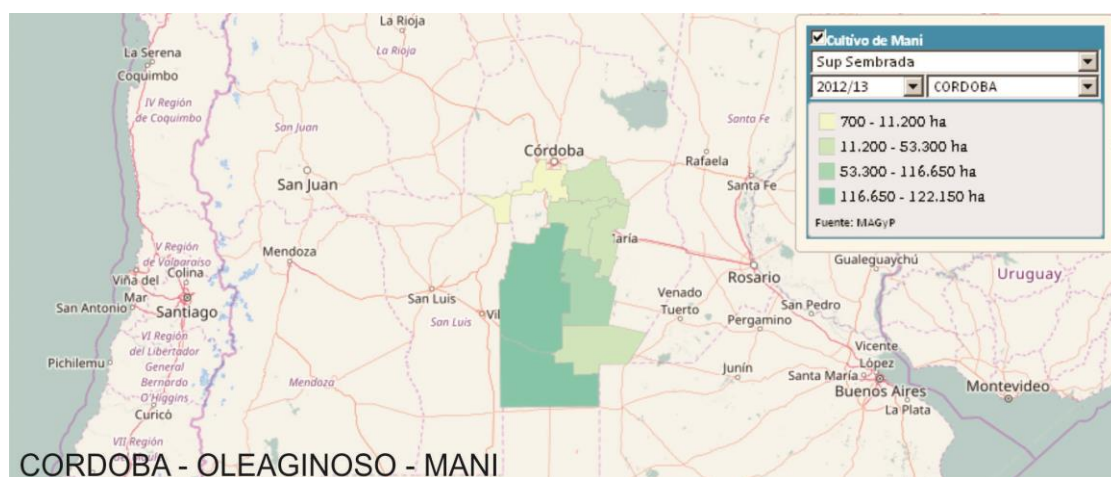 La Rioja
La Rioja
La Serena
Coquimbo
IV Región
de Coquimbo
San Juan
San Juan
Córdoba
Rafaela
Santa Fe
Santa Fe
Cultivo de Mani
Sup Sembrada
2012/13
CORDOBA
700 - 11.200 ha
11.200 - 53.300 ha
53.300 - 116.650 ha
116.650 - 122.150 ha
Fuente: MAGyP
V Región
de Valparaíso
Viña del
Mar
Colina
San Antonio
Santiago
Mendoza
San Luis
San Luis
Vil
aría
Rosario
Gualeguaychú
Uruguay
Venado
Tuerto
San Pedro
Pergamino
VI Región
del Libertador
General
Bernardo
O'Higgins
Pichilemu
Mendoza
Junín
Vicente
López
Santa María
Buenos Aires
La Plata
Montevideo
Curicó
VII Región
CORDOBA - OLEAGINOSO - MANI